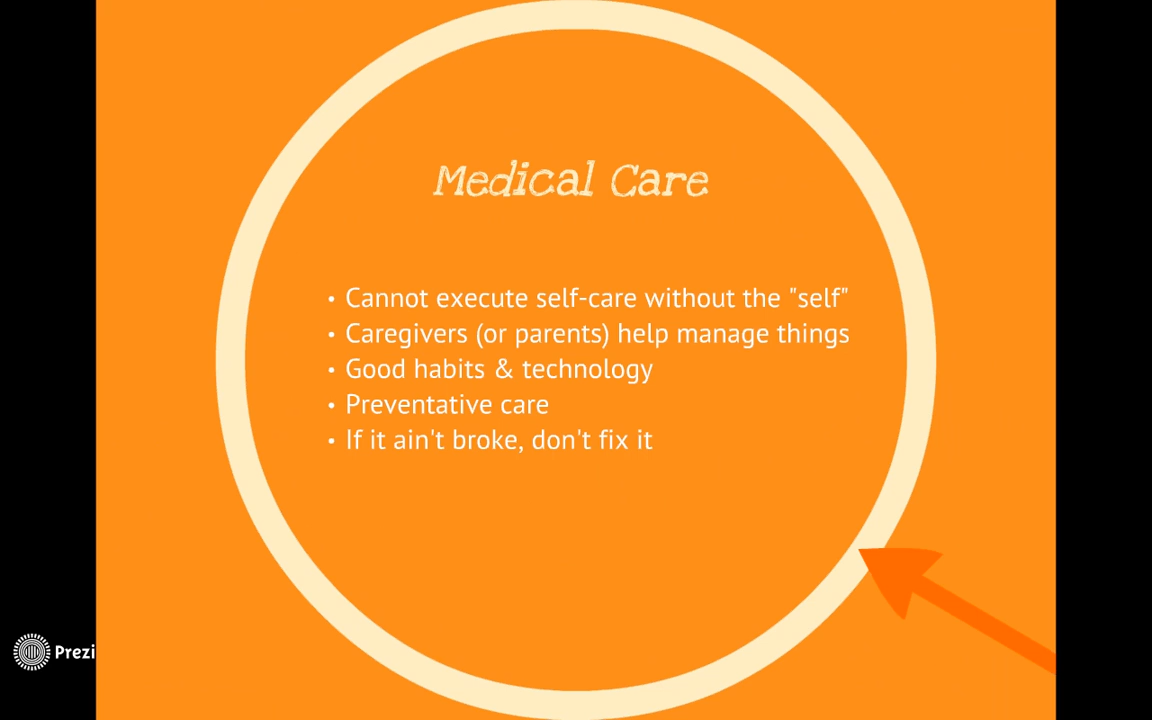 Medical Care
• Cannot execute self-care without the "self"
• Caregivers (or parents) help manage things
• Good habits & technology
• Preventative care
• If it ain't broke, don't fix it
Prezi